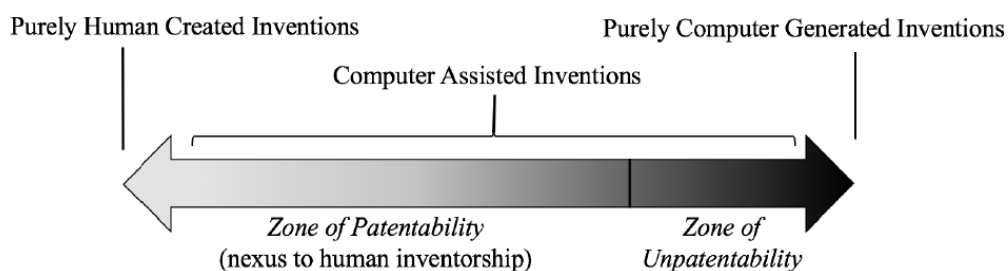 Purely Human Created Inventions
Purely Computer Generated Inventions
Computer Assisted Inventions
Zone of Patentability
(nexus to human inventorship)
Zone of
Unpatentability